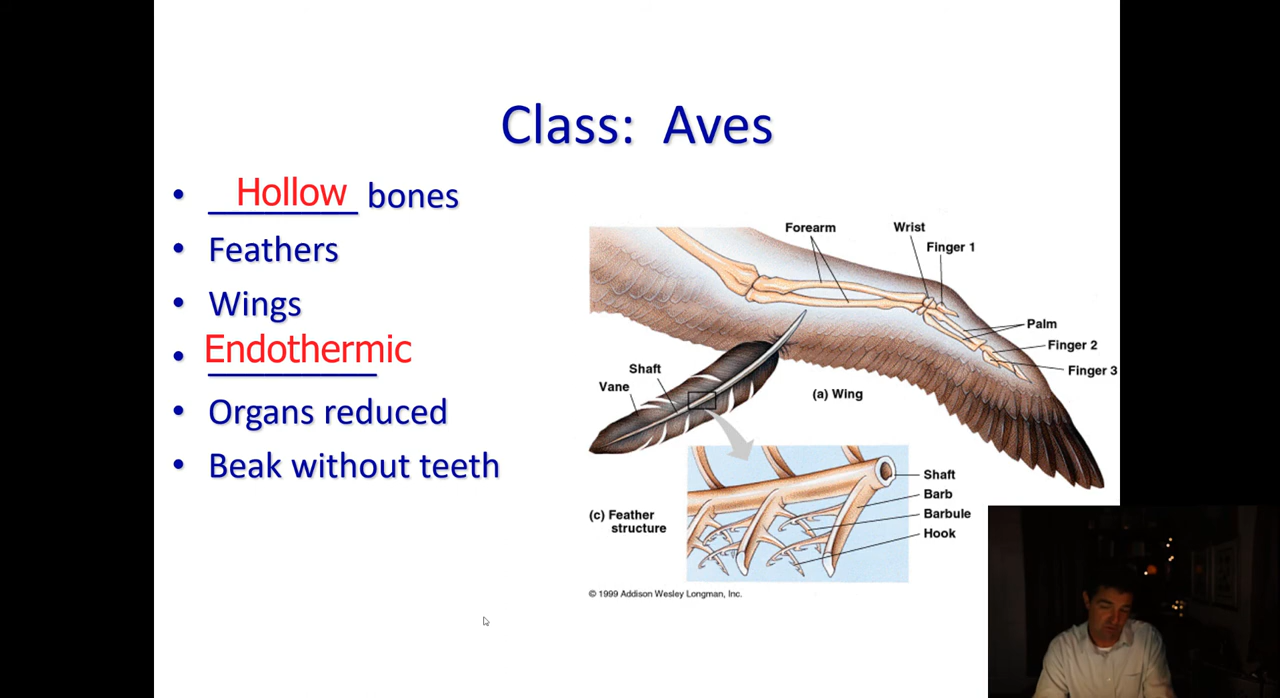 Class: Aves
• Hollow bones
• Feathers
• Wings
• Endothermic
• Organs reduced
• Beak without teeth
Forearm
Wrist
Finger 1
Palm
Finger 2
Finger 3
Shaft
Vane
(a) Wing
Shaft
Barb
Barbule
Hook
(c) Feather
structure
© 1999 Addison Wesley Longman, Inc.